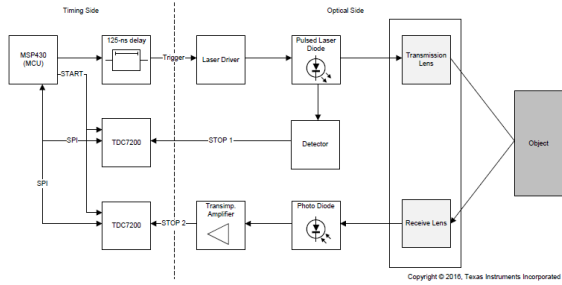 Timing Side
Optical Side
MSP430
(MCU)
125-ns delay
Trigger
Laser Driver
Pulsed Laser
Diode
Transmission
Lens
START
TDC7200
SPI
STOP 1
Detector
Object
SPI
TDC7200
STOP 2
Transimp.
Amplifier
Photo Diode
Receive Lens
Copyright © 2016, Texas Instruments Incorporated